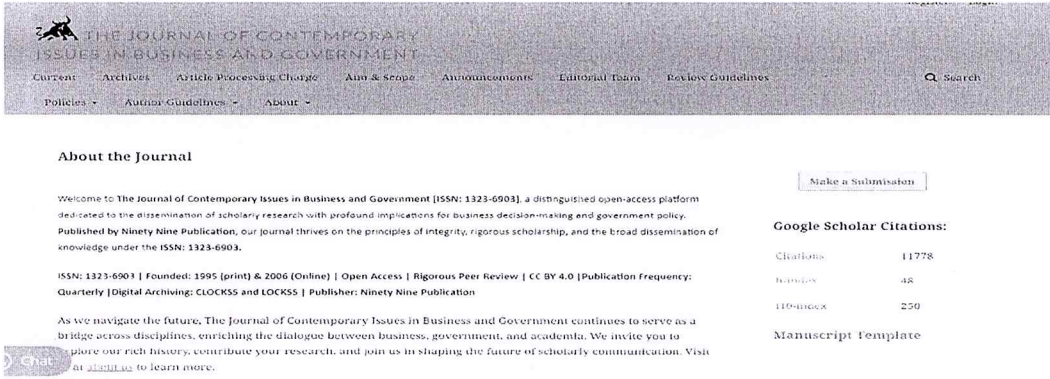 THE JOURNAL OF CONTEMPORARY
ISSUES IN BUSINESS AND GOVERNMENT
Current Archives Article Processing Charge Aim & Scope Announcements Editorial Team Review Guidelines Search
Policies Author Guidelines About
About the Journal
Make a Submission
Welcome to The Journal of Contemporary Issues in Business and Government [ISSN: 1323-6903], a distinguished open-access platform
dedicated to the dissemination of scholarly research with profound implications for business decision-making and government policy.
Published by Ninety Nine Publication, our journal thrives on the principles of integrity, rigorous scholarship, and the broad dissemination of
knowledge under the ISSN: 1323-6903.
ISSN: 1323-6903 | Founded: 1995 (print) & 2006 (Online) | Open Access | Rigorous Peer Review | CC BY 4.0 |Publication Frequency:
Quarterly |Digital Archiving: CLOCKSS and LOCKSS | Publisher: Ninety Nine Publication
As we navigate the future, The Journal of Contemporary Issues in Business and Government continues to serve as a
bridge across disciplines, enriching the dialogue between business, government, and academia. We invite you to
explore our rich history, contribute your research, and join us in shaping the future of scholarly communication. Visit
about us to learn more.
Chat
Google Scholar Citations:
Citations 11778
h-index 48
i10-index 250
Manuscript Template